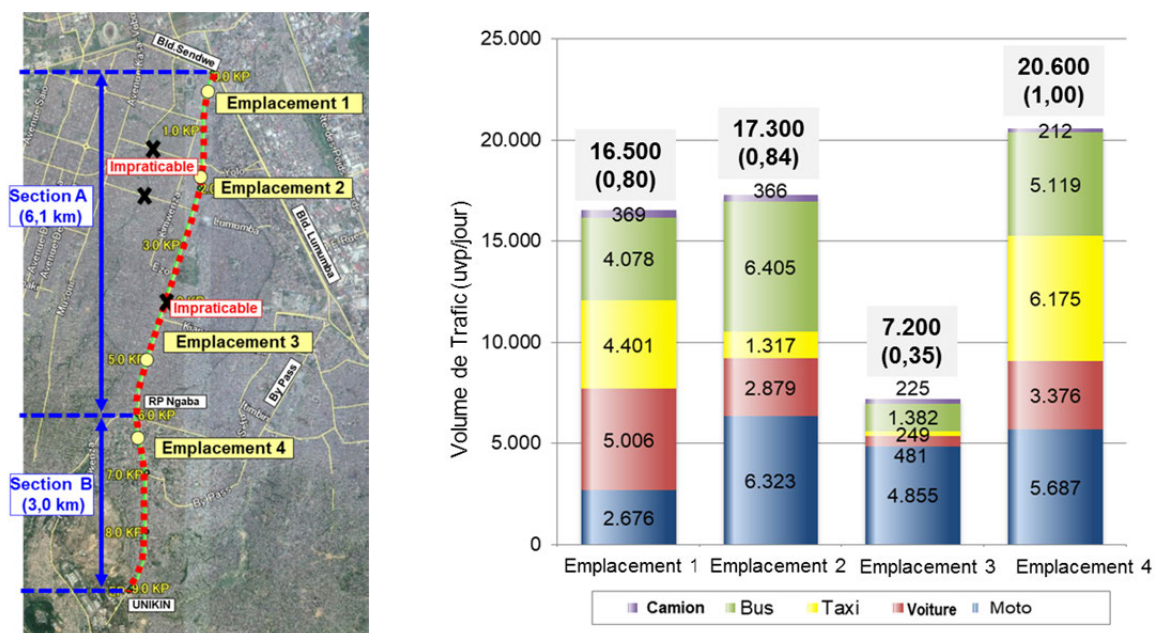 Bld.Sendwe
0.0 KP
Emplacement 1
1.0 KP
Impraticable
Yolo
Emplacement 2
Section A
(6,1 km)
Kimwenza
Lumumba
Bld. Lumumba
3.0 KP
Impraticable
Emplacement 3
5.0 KP
By Pass
RP Ngaba
6.0 KP
Emplacement 4
Section B
(3,0 km)
7.0 KP
By Pass
8.0 KP
9.0 KP
UNIKIN
Volume de Trafic (uvp/jour)
25.000
20.000
15.000
10.000
5.000
0
16.500
(0,80)
369
4.078
4.401
5.006
2.676
17.300
(0,84)
366
6.405
1.317
2.879
6.323
7.200
(0,35)
225
1.382
249
481
4.855
20.600
(1,00)
212
5.119
6.175
3.376
5.687
Emplacement 1
Emplacement 2
Emplacement 3
Emplacement 4
Camion Bus Taxi Voiture Moto